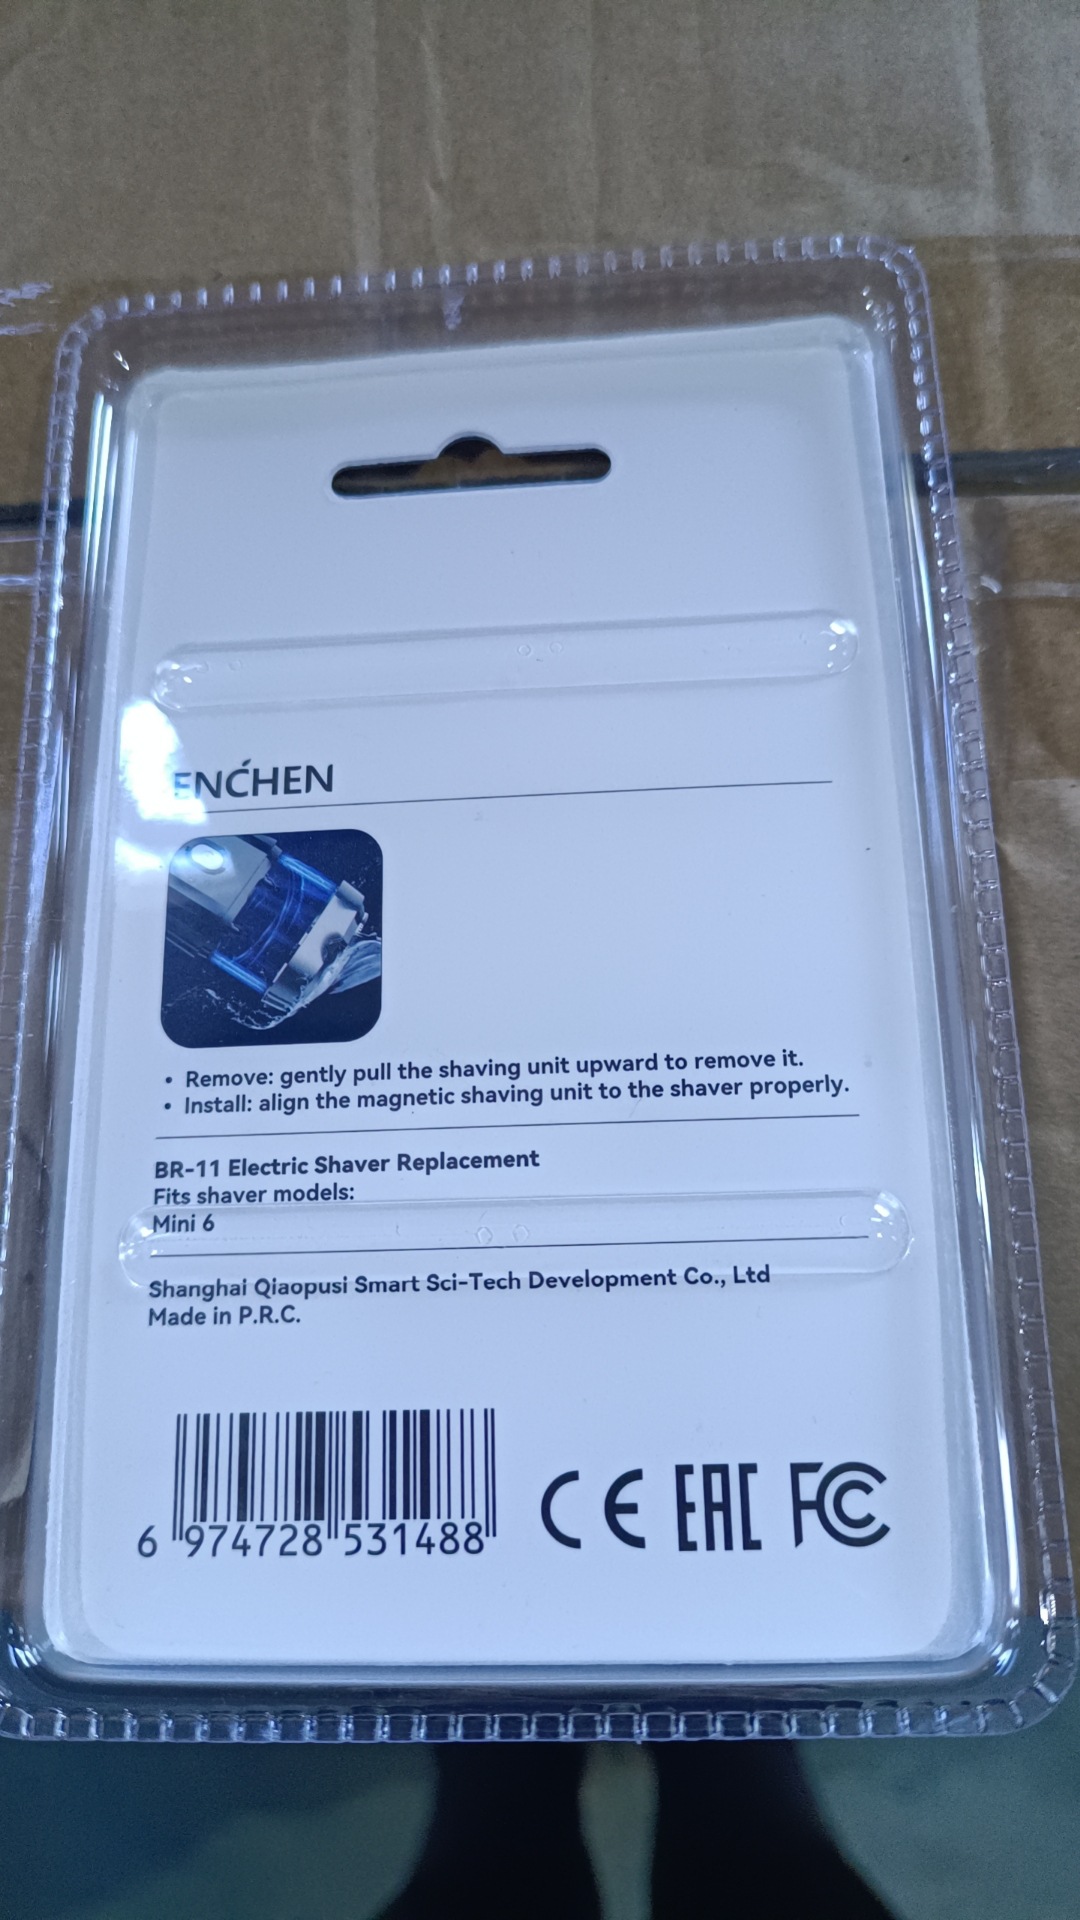 ENĆHEN
• Remove: gently pull the shaving unit upward to remove it.
• Install: align the magnetic shaving unit to the shaver properly.
BR-11 Electric Shaver Replacement
Fits shaver models:
Mini 6
Shanghai Qiaopusi Smart Sci-Tech Development Co., Ltd
Made in P.R.C.
6 974728 531488
CE EAC FC